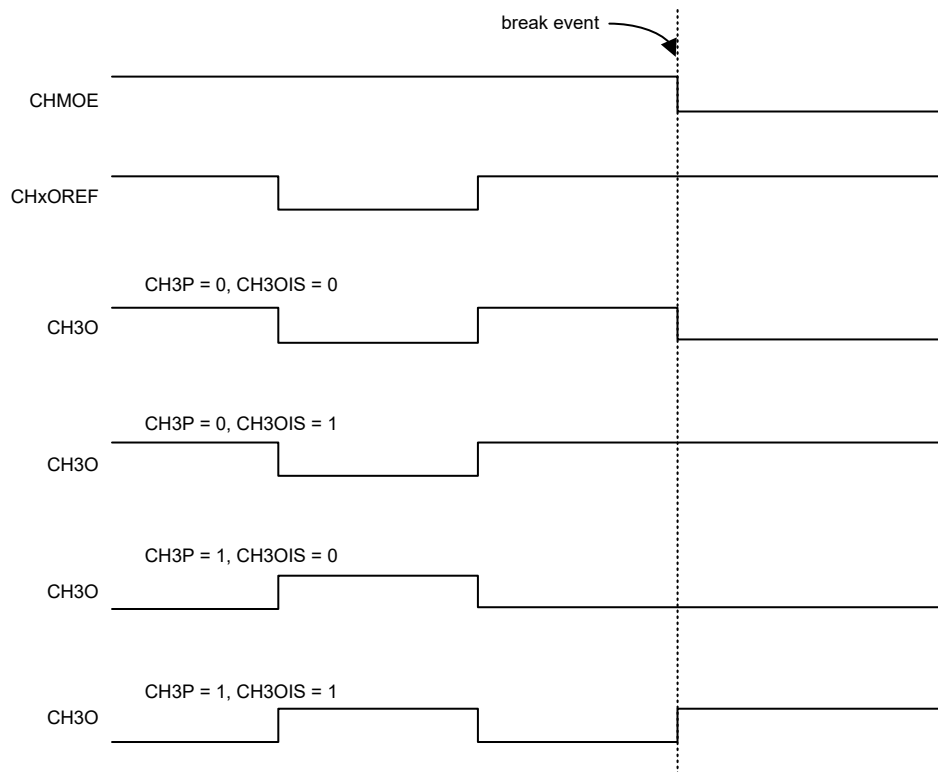 break event
CHMOE
CHxOREF
CH3P = 0, CH3OIS = 0
CH3O
CH3P = 0, CH3OIS = 1
CH3O
CH3P = 1, CH3OIS = 0
CH3O
CH3P = 1, CH3OIS = 1
CH3O